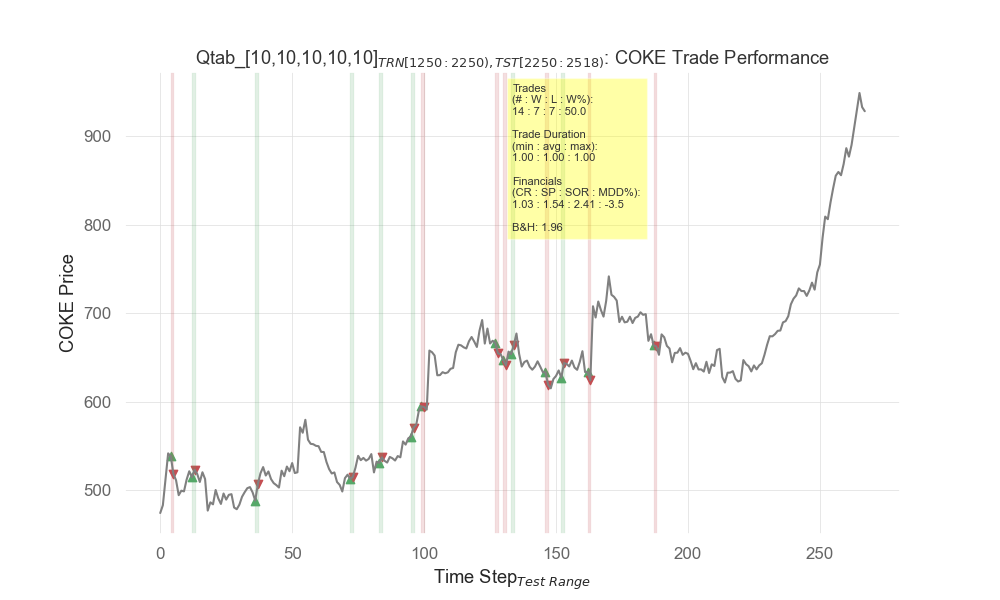 Qtab_[10,10,10,10,10]TRN[1250:2250),TST[2250:2518): COKE Trade Performance
Trades
(# : W : L : W%):
14 : 7 : 7 : 50.0
Trade Duration
(min : avg : max):
1.00 : 1.00 : 1.00
Financials
(CR : SP : SOR : MDD%):
1.03 : 1.54 : 2.41 : -3.5
B&H: 1.96
COKE Price
900
800
700
600
500
0
50
100
150
200
250
Time StepTest Range